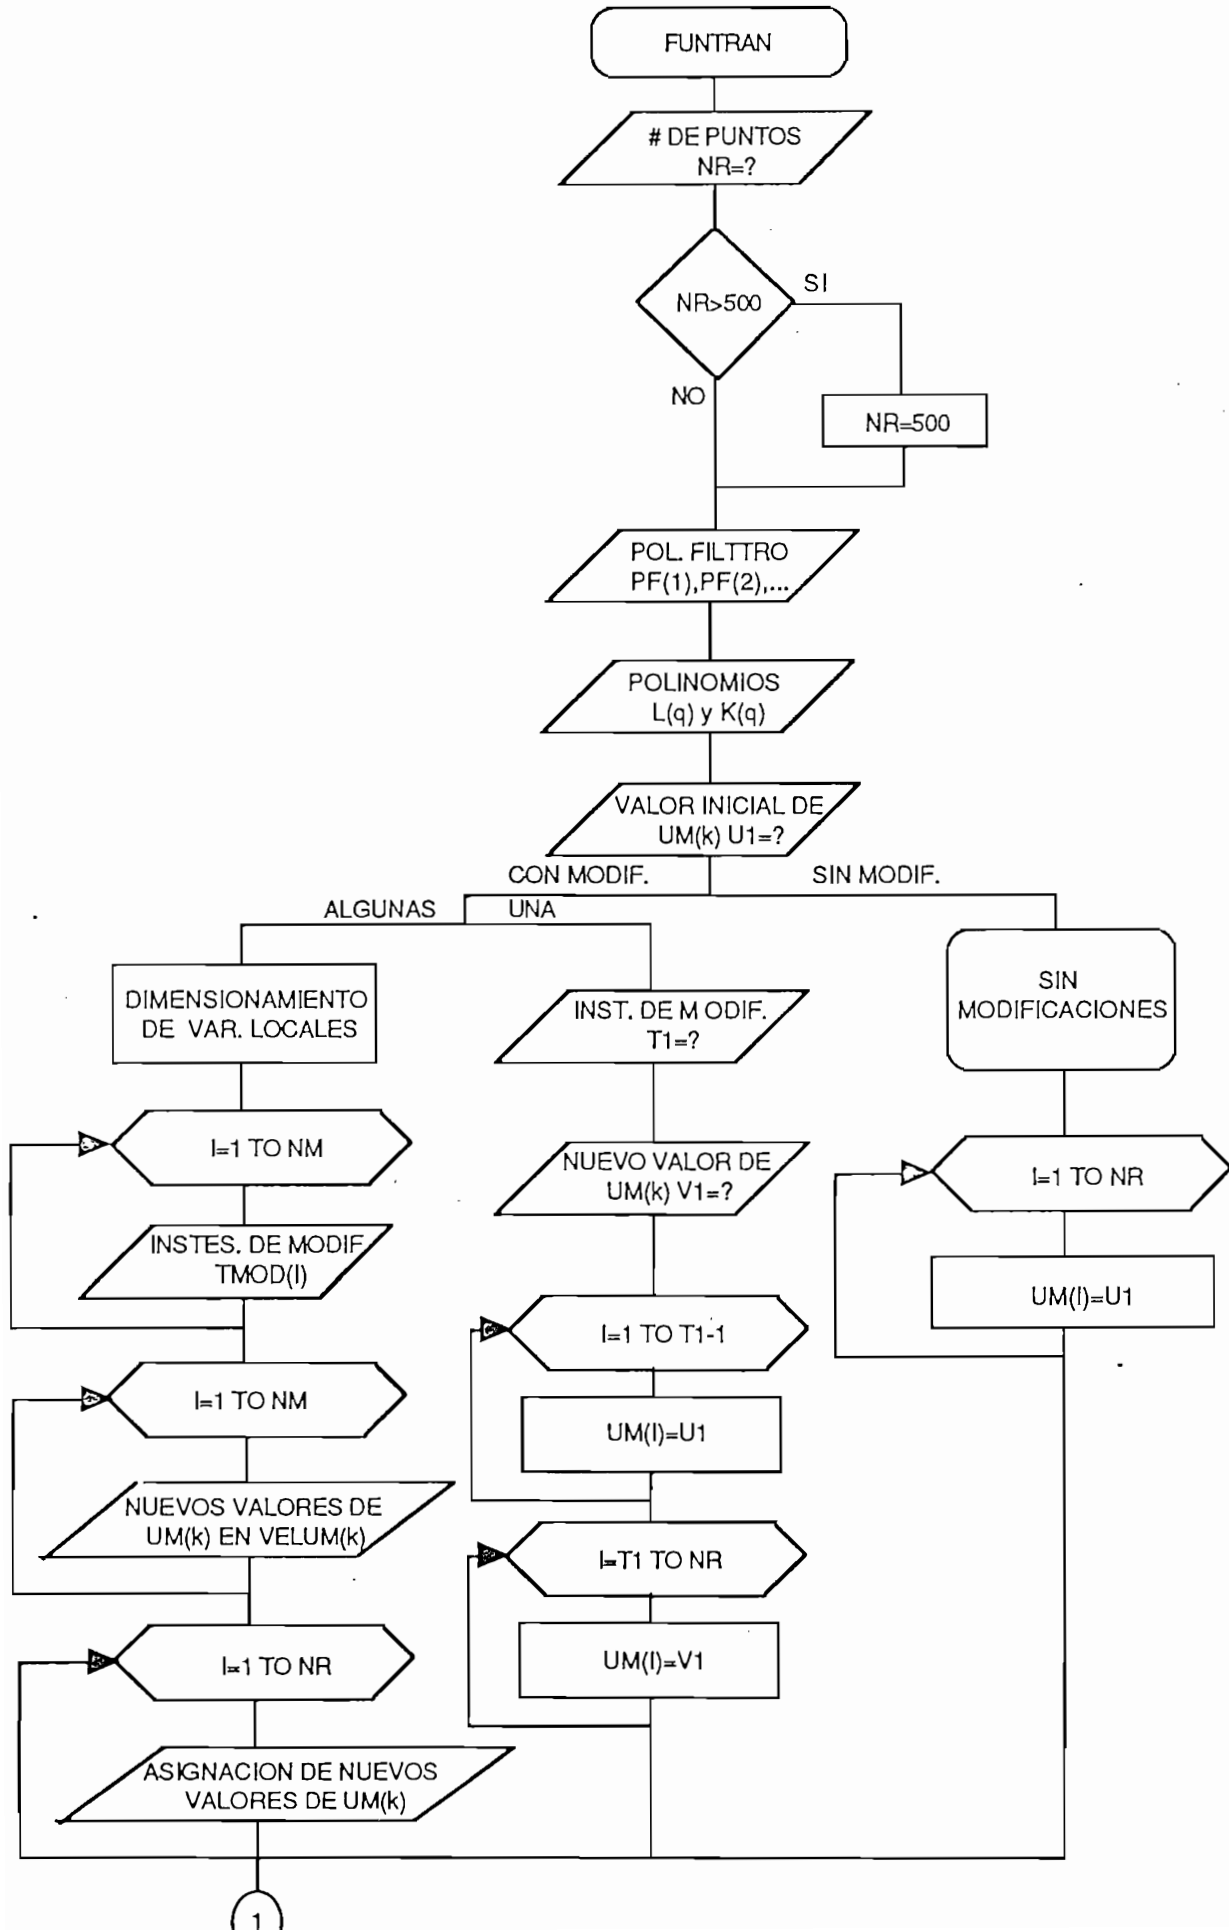 FUNTRAN
# DE PUNTOS
NR=?
NR>500
SI
NO
NR=500
POL. FILTTRO
PF(1),PF(2),...
POLINOMIOS
L(q) y K(q)
VALOR INICIAL DE
UM(k) U1=?
CON MODIF.
SIN MODIF.
ALGUNAS
UNA
DIMENSIONAMIENTO
DE VAR. LOCALES
I=1 TO NM
INSTES. DE MODIF
TMOD(I)
I=1 TO NM
NUEVOS VALORES DE
UM(k) EN VELUM(k)
I=1 TO NR
ASIGNACION DE NUEVOS
VALORES DE UM(k)
INST. DE M ODIF.
T1=?
NUEVO VALOR DE
UM(k) V1=?
I=1 TO T1-1
UM(I)=U1
I=T1 TO NR
UM(I)=V1
SIN
MODIFICACIONES
I=1 TO NR
UM(I)=U1
1